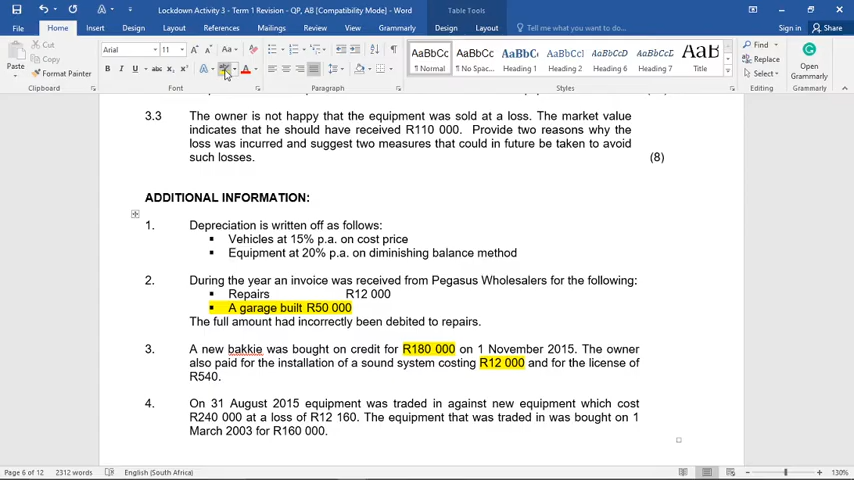 Lockdown Activity 3 - Term 1 Revision - QP, AB [Compatibility Mode] - Word
Table Tools
File Home Insert Draw Design Layout References Mailings Review View Grammarly Design Layout Tell me what you want to do... Sign in Share
Cut
Copy
Format Painter
Paste
Clipboard
Arial 11
Font
Paragraph
AaBbCc Normal
AaBbCc No Spac...
AaBbCc Heading 1
AaBbCc Heading 2
AaBbCcD Heading 6
AaBbCcD Heading 7
AaB Title
Styles
Find
Replace
Select
Editing
Open Grammarly
Grammarly
3.3 The owner is not happy that the equipment was sold at a loss. The market value
indicates that he should have received R110 000. Provide two reasons why the
loss was incurred and suggest two measures that could in future be taken to avoid
such losses. (8)
ADDITIONAL INFORMATION:
1. Depreciation is written off as follows:
▪ Vehicles at 15% p.a. on cost price
▪ Equipment at 20% p.a. on diminishing balance method
2. During the year an invoice was received from Pegasus Wholesalers for the following:
▪ Repairs R12 000
▪ A garage built R50 000
The full amount had incorrectly been debited to repairs.
3. A new bakkie was bought on credit for R180 000 on 1 November 2015. The owner
also paid for the installation of a sound system costing R12 000 and for the license of
R540.
4. On 31 August 2015 equipment was traded in against new equipment which cost
R240 000 at a loss of R12 160. The equipment that was traded in was bought on 1
March 2003 for R160 000.
Page 6 of 12 2312 words English (South Africa) 130%